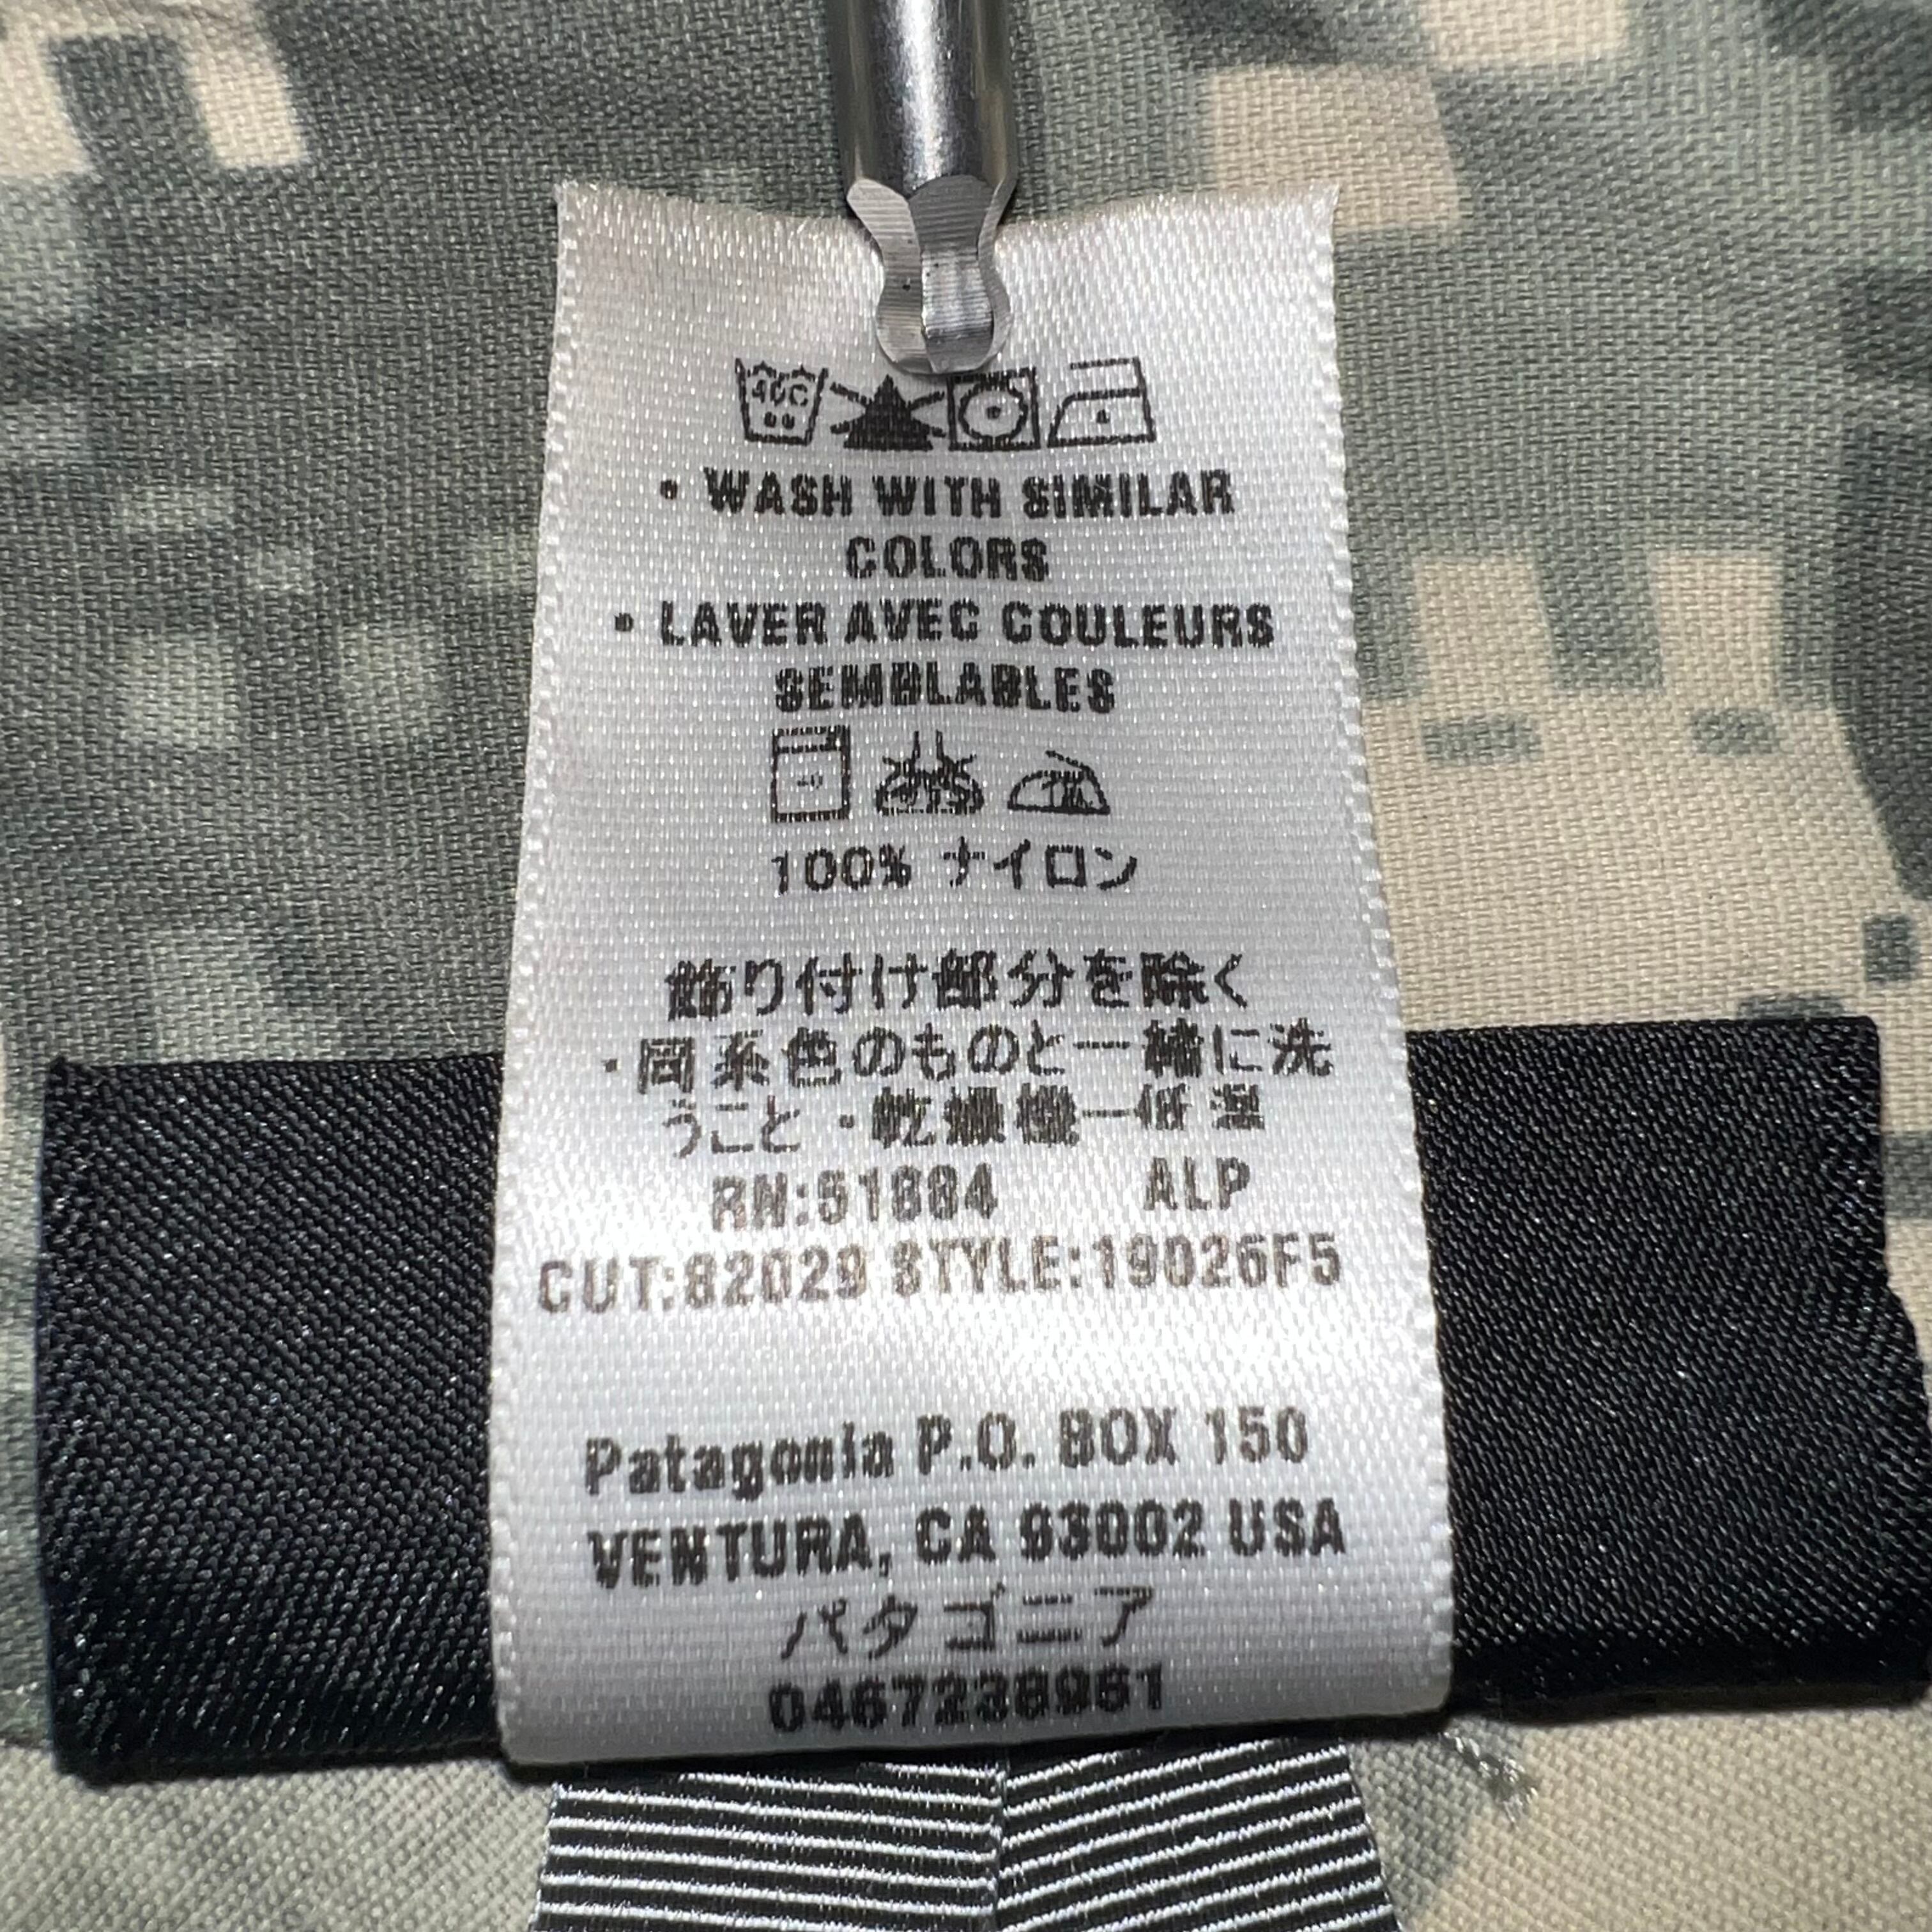 40C
• WASH WITH SIMILAR
COLORS
• LAVER AVEC COULEURS
SEMBLABLES
100% ナイロン
飾り付け部分を除く
・同系色のものと一緒に洗
うこと・乾燥機ー低温
RN:51884 ALP
CUT:82029 STYLE:19026F5
Patagonia P.O. BOX 150
VENTURA, CA 93002 USA
パタゴニア
0467238961